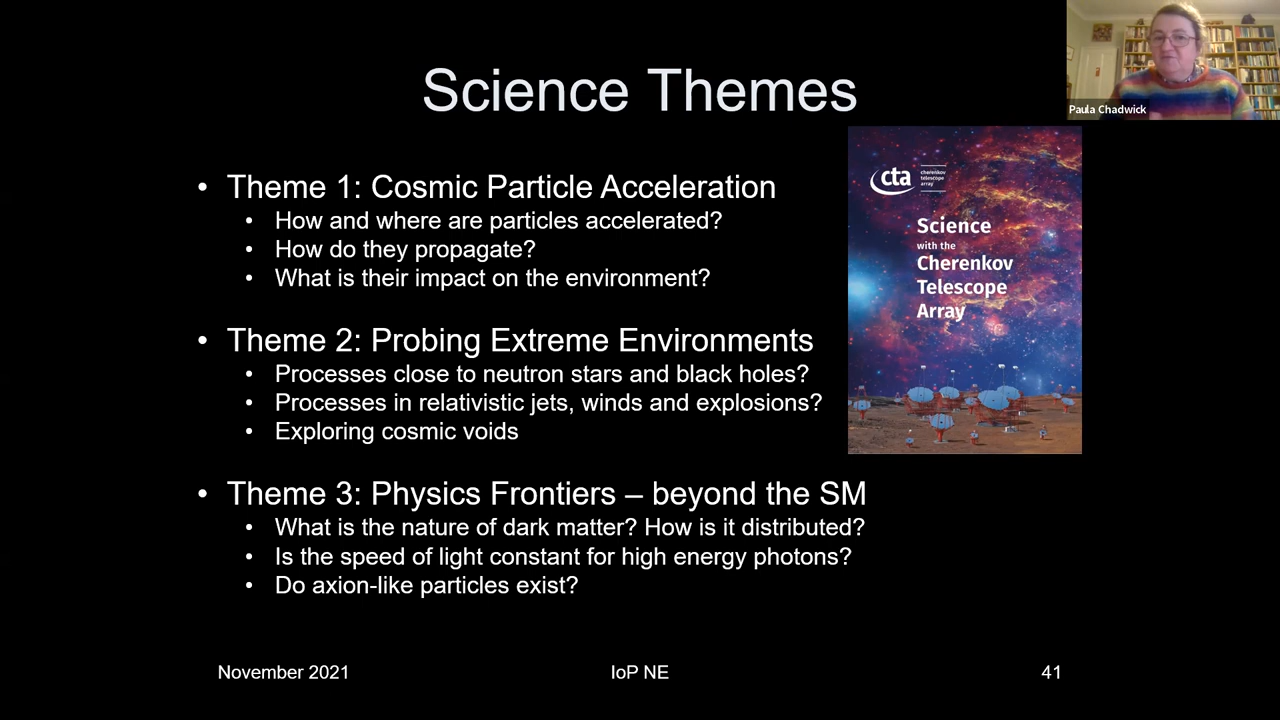 Science Themes
Paula Chadwick
• Theme 1: Cosmic Particle Acceleration
• How and where are particles accelerated?
• How do they propagate?
• What is their impact on the environment?
• Theme 2: Probing Extreme Environments
• Processes close to neutron stars and black holes?
• Processes in relativistic jets, winds and explosions?
• Exploring cosmic voids
• Theme 3: Physics Frontiers – beyond the SM
• What is the nature of dark matter? How is it distributed?
• Is the speed of light constant for high energy photons?
• Do axion-like particles exist?
cta
cherenkov
telescope
array
Science
with the
Cherenkov
Telescope
Array
November 2021
IoP NE
41